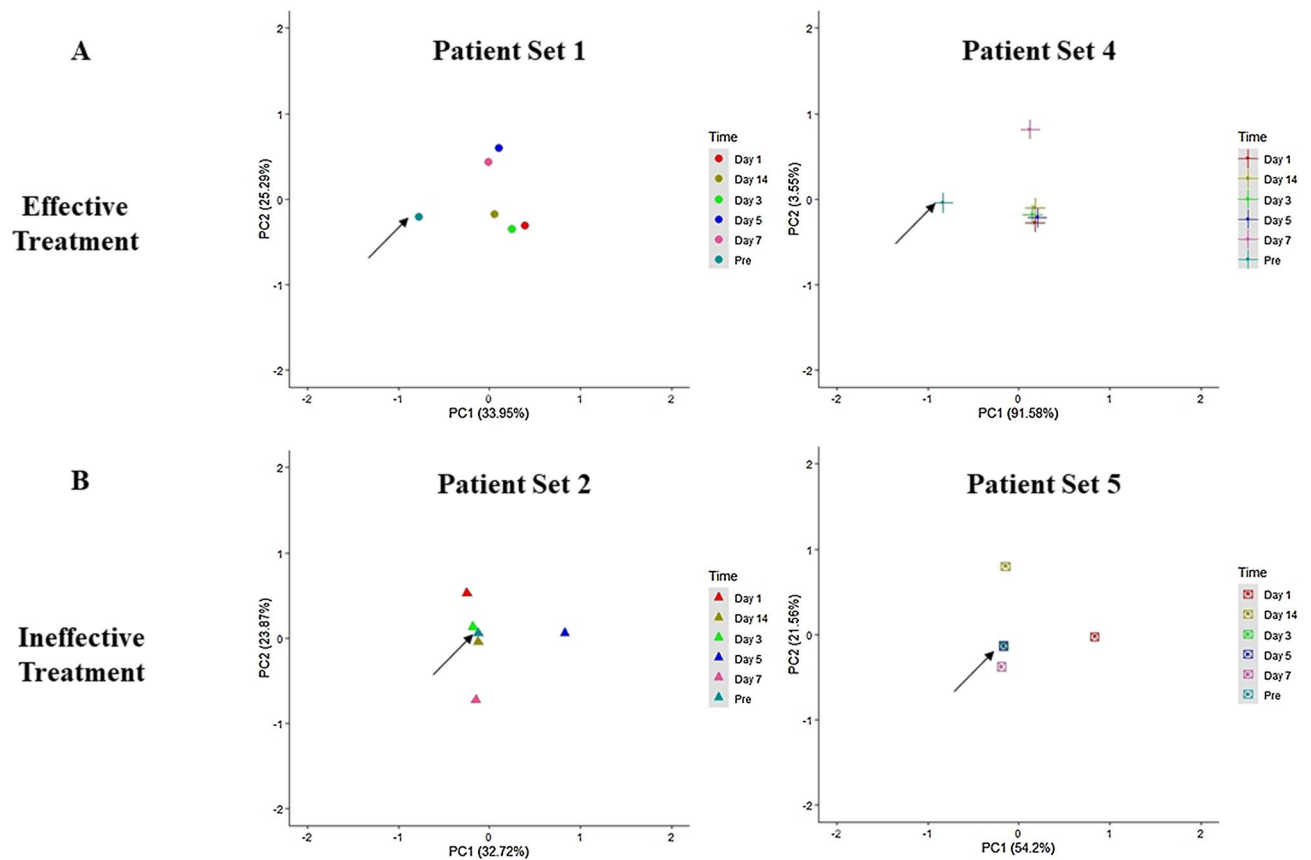 A
Effective
Treatment
Patient Set 1
2
1
0
-1
-2
PC2 (25.29%)
-2
-1
0
1
2
PC1 (33.95%)
Time
Day 1
Day 14
Day 3
Day 5
Day 7
Pre
Patient Set 4
2
1
0
-1
-2
PC2 (3.55%)
-2
-1
0
1
2
PC1 (91.58%)
Time
Day 1
Day 14
Day 3
Day 5
Day 7
Pre
B
Ineffective
Treatment
Patient Set 2
2
1
0
-1
-2
PC2 (23.87%)
-2
-1
0
1
2
PC1 (32.72%)
Time
Day 1
Day 14
Day 3
Day 5
Day 7
Pre
Patient Set 5
2
1
0
-1
-2
PC2 (21.56%)
-2
-1
0
1
2
PC1 (54.2%)
Time
Day 1
Day 14
Day 3
Day 5
Day 7
Pre